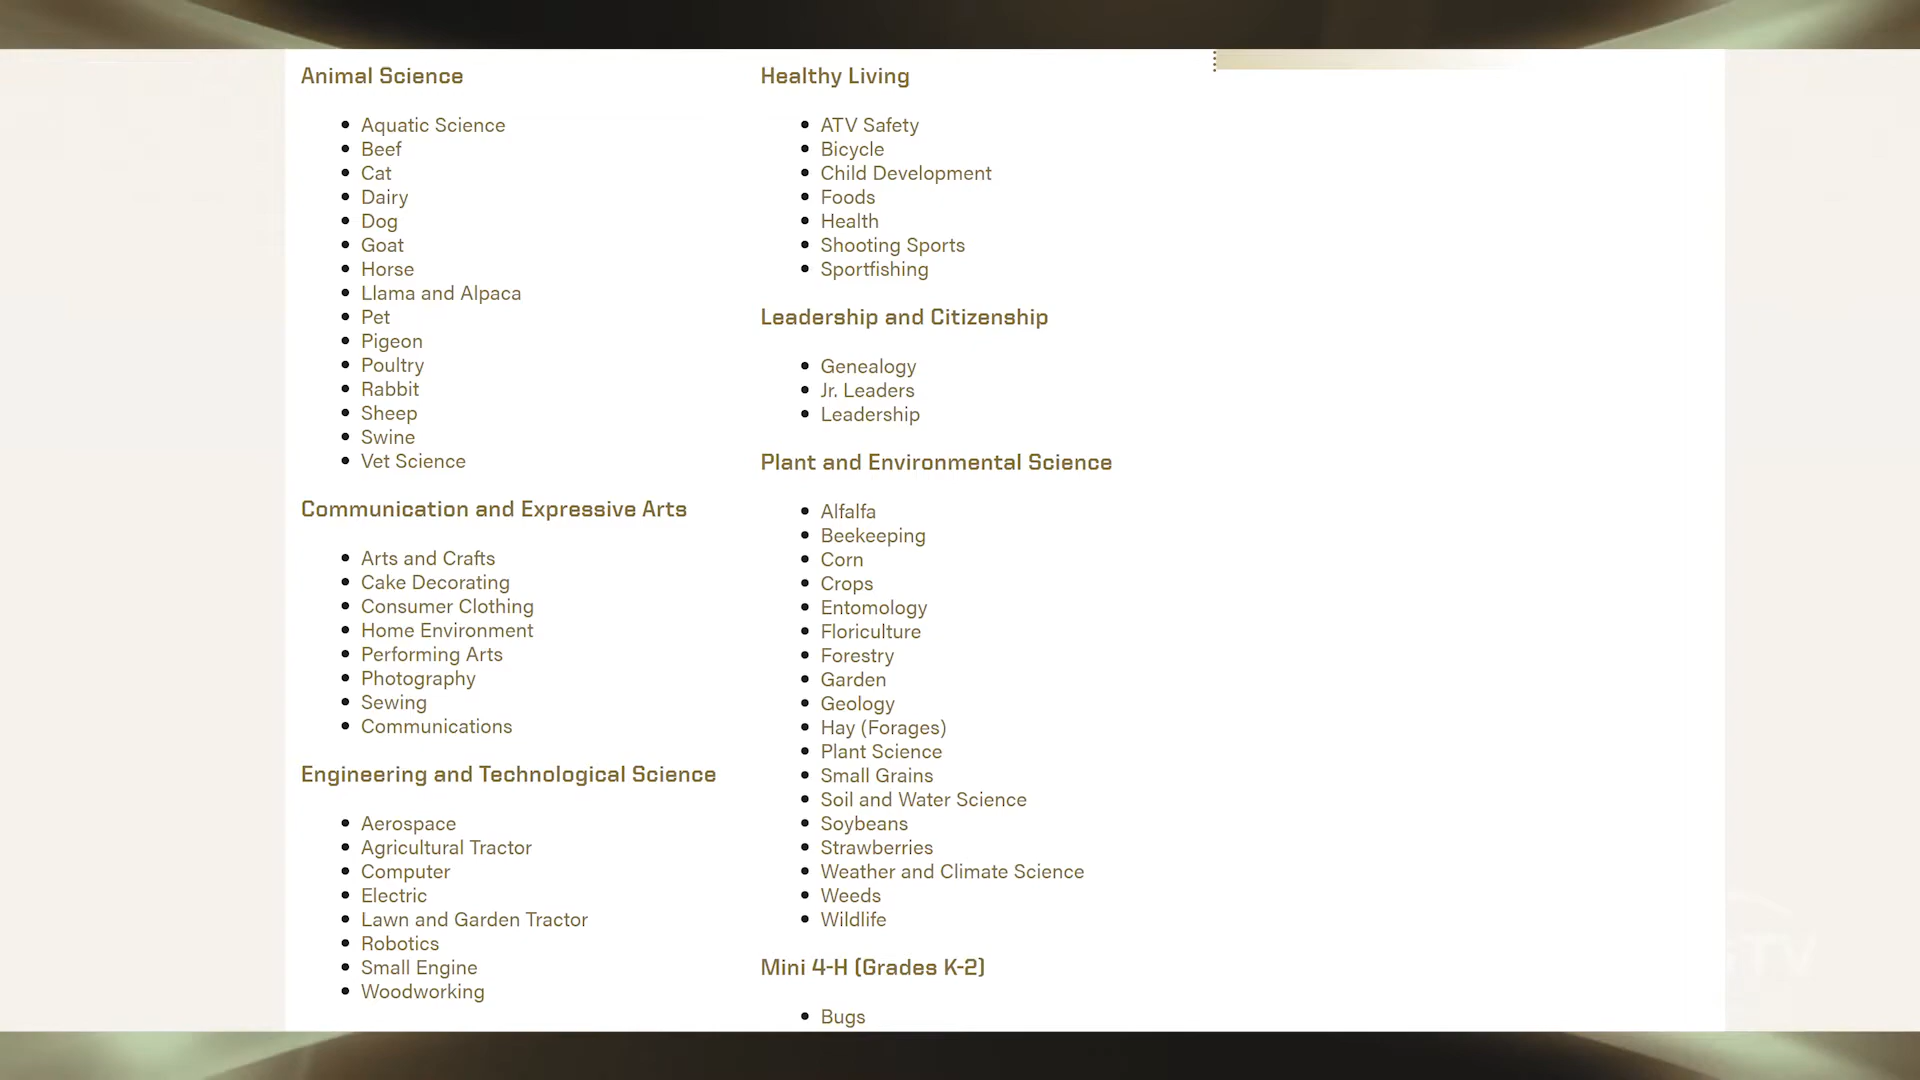 Animal Science
Aquatic Science
Beef
Cat
Dairy
Dog
Goat
Horse
Llama and Alpaca
Pet
Pigeon
Poultry
Rabbit
Sheep
Swine
Vet Science
Communication and Expressive Arts
Arts and Crafts
Cake Decorating
Consumer Clothing
Home Environment
Performing Arts
Photography
Sewing
Communications
Engineering and Technological Science
Aerospace
Agricultural Tractor
Computer
Electric
Lawn and Garden Tractor
Robotics
Small Engine
Woodworking
Healthy Living
ATV Safety
Bicycle
Child Development
Foods
Health
Shooting Sports
Sportfishing
Leadership and Citizenship
Genealogy
Jr. Leaders
Leadership
Plant and Environmental Science
Alfalfa
Beekeeping
Corn
Crops
Entomology
Floriculture
Forestry
Garden
Geology
Hay (Forages)
Plant Science
Small Grains
Soil and Water Science
Soybeans
Strawberries
Weather and Climate Science
Weeds
Wildlife
Mini 4-H (Grades K-2)
Bugs